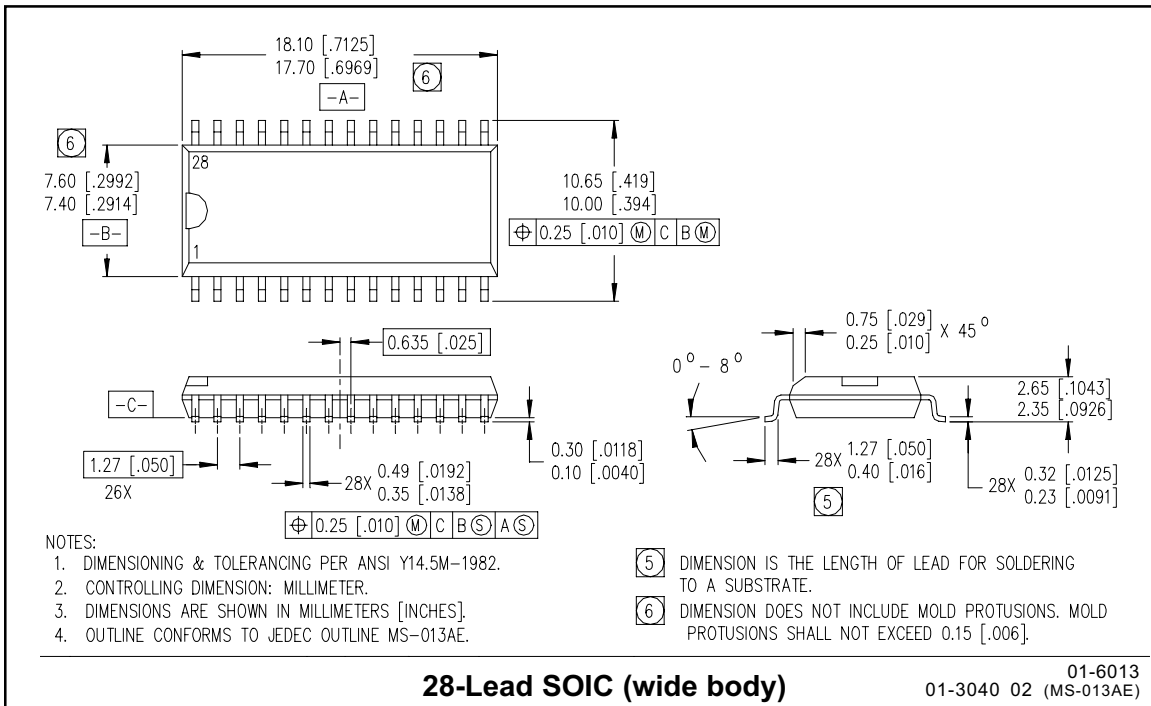 18.10 [.7125]
17.70 [.6969]
6
-A-
6
28
7.60 [.2992]
7.40 [.2914]
-B-
1
10.65 [.419]
10.00 [.394]
⌖ 0.25 [.010] Ⓜ C B Ⓜ
0.635 [.025]
0.75 [.029]
0.25 [.010] X 45°
0° – 8°
-C-
2.65 [.1043]
2.35 [.0926]
1.27 [.050]
26X
28X 0.49 [.0192]
0.35 [.0138]
0.30 [.0118]
0.10 [.0040]
28X 1.27 [.050]
0.40 [.016]
5
28X 0.32 [.0125]
0.23 [.0091]
⌖ 0.25 [.010] Ⓜ C B Ⓢ A Ⓢ
NOTES:
1. DIMENSIONING & TOLERANCING PER ANSI Y14.5M–1982.
2. CONTROLLING DIMENSION: MILLIMETER.
3. DIMENSIONS ARE SHOWN IN MILLIMETERS [INCHES].
4. OUTLINE CONFORMS TO JEDEC OUTLINE MS–013AE.
5 DIMENSION IS THE LENGTH OF LEAD FOR SOLDERING
TO A SUBSTRATE.
6 DIMENSION DOES NOT INCLUDE MOLD PROTUSIONS. MOLD
PROTUSIONS SHALL NOT EXCEED 0.15 [.006].
28-Lead SOIC (wide body)
01-6013
01-3040 02 (MS-013AE)